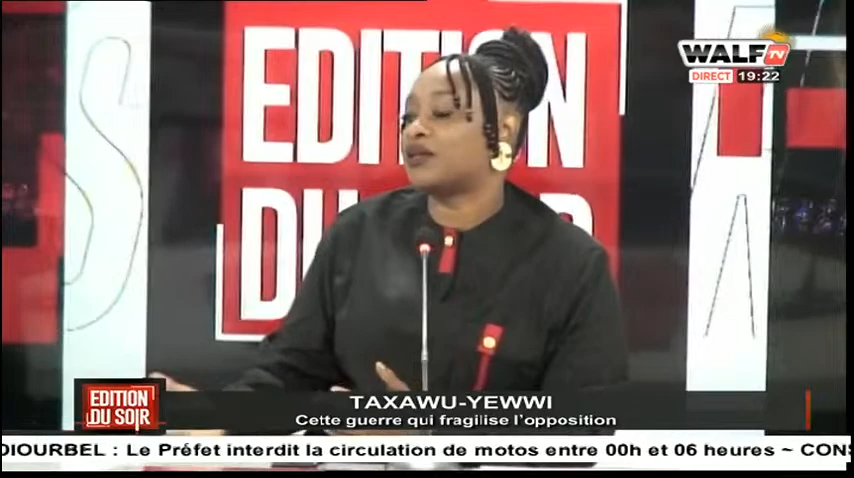 EDITION
DU
WALF TV
DIRECT 19:22
EDITION
DU SOIR
TAXAWU-YEWWI
Cette guerre qui fragilise l'opposition
DIOURBEL : Le Préfet interdit la circulation de motos entre 00h et 06 heures ~ CONS